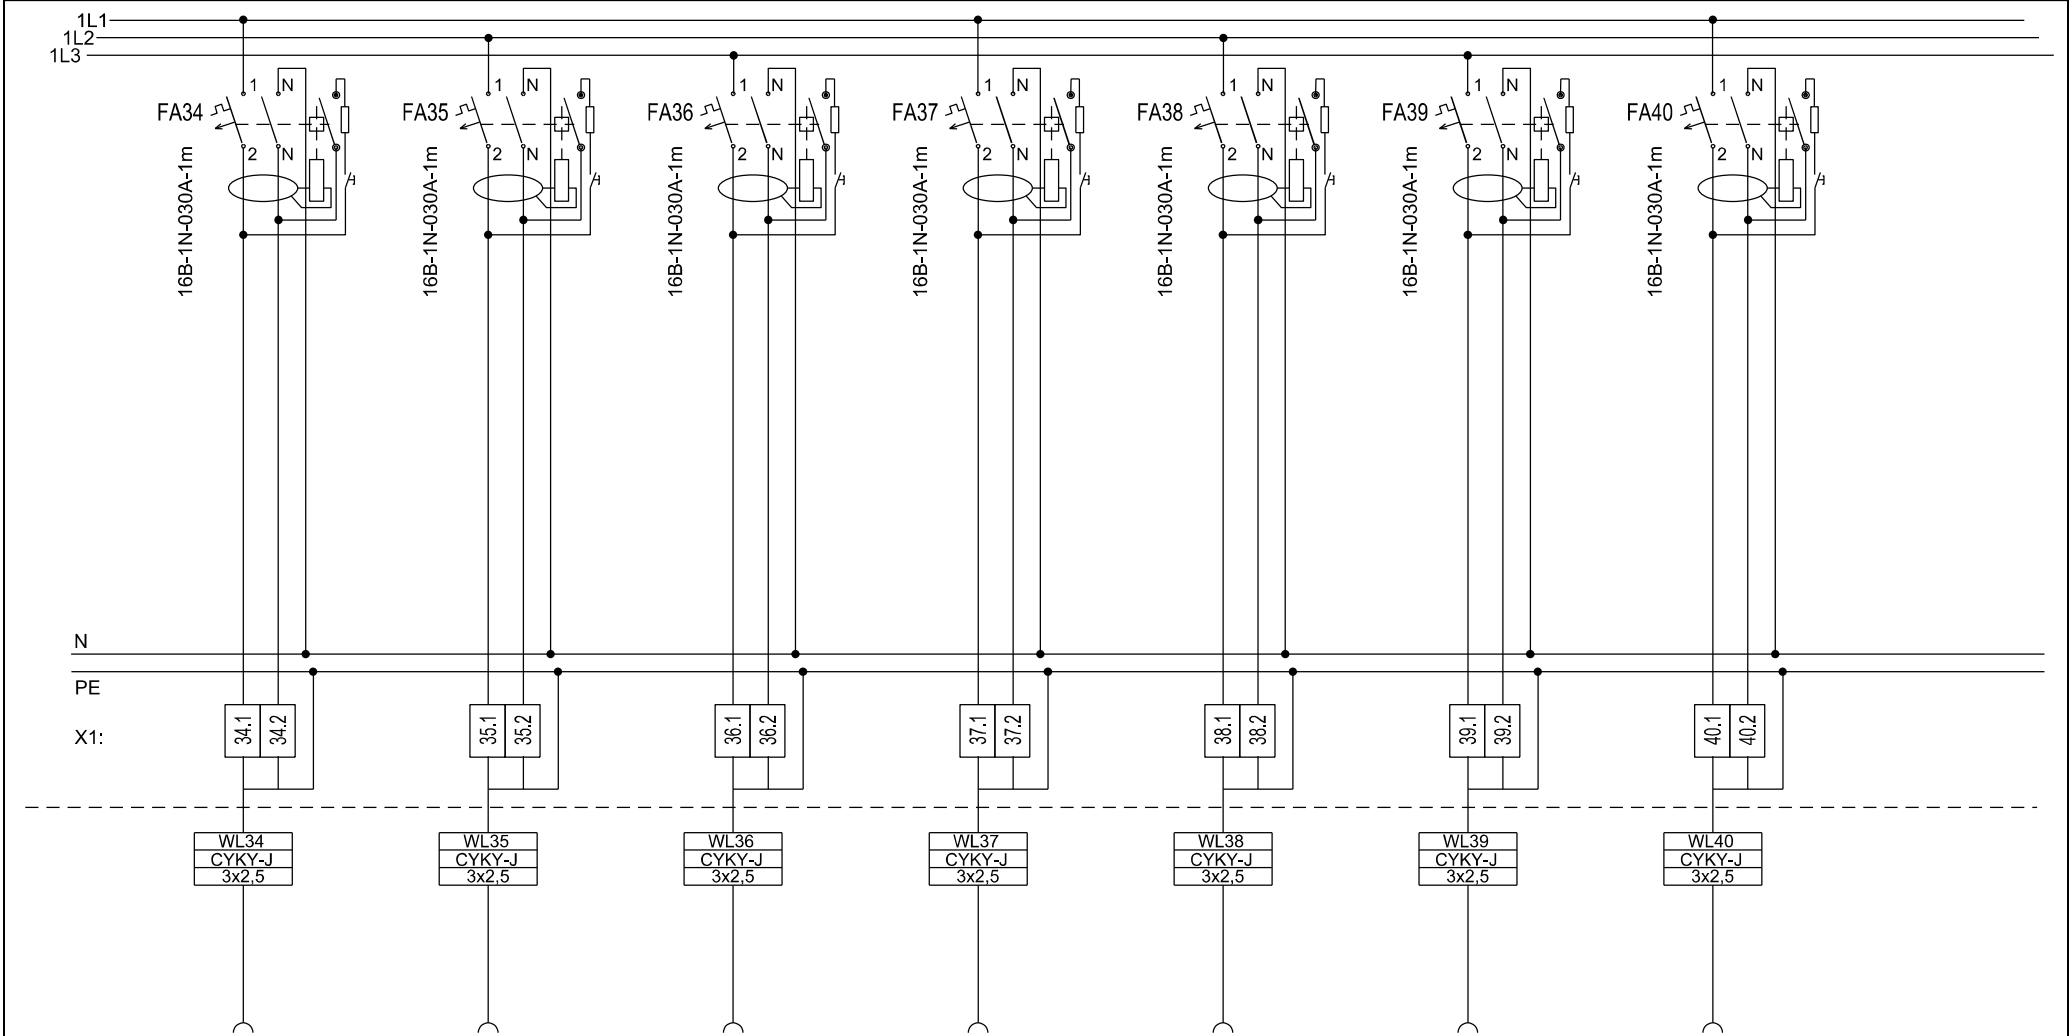 1L1
1L2
1L3
1 N 1 N 1 N 1 N 1 N 1 N 1 N
FA34 FA35 FA36 FA37 FA38 FA39 FA40
2 N 2 N 2 N 2 N 2 N 2 N 2 N
16B-1N-030A-1m
16B-1N-030A-1m
16B-1N-030A-1m
16B-1N-030A-1m
16B-1N-030A-1m
16B-1N-030A-1m
16B-1N-030A-1m
N
PE
X1:
34.1 34.2 35.1 35.2 36.1 36.2 37.1 37.2 38.1 38.2 39.1 39.2 40.1 40.2
WL34 WL35 WL36 WL37 WL38 WL39 WL40
CYKY-J CYKY-J CYKY-J CYKY-J CYKY-J CYKY-J CYKY-J
3x2,5 3x2,5 3x2,5 3x2,5 3x2,5 3x2,5 3x2,5